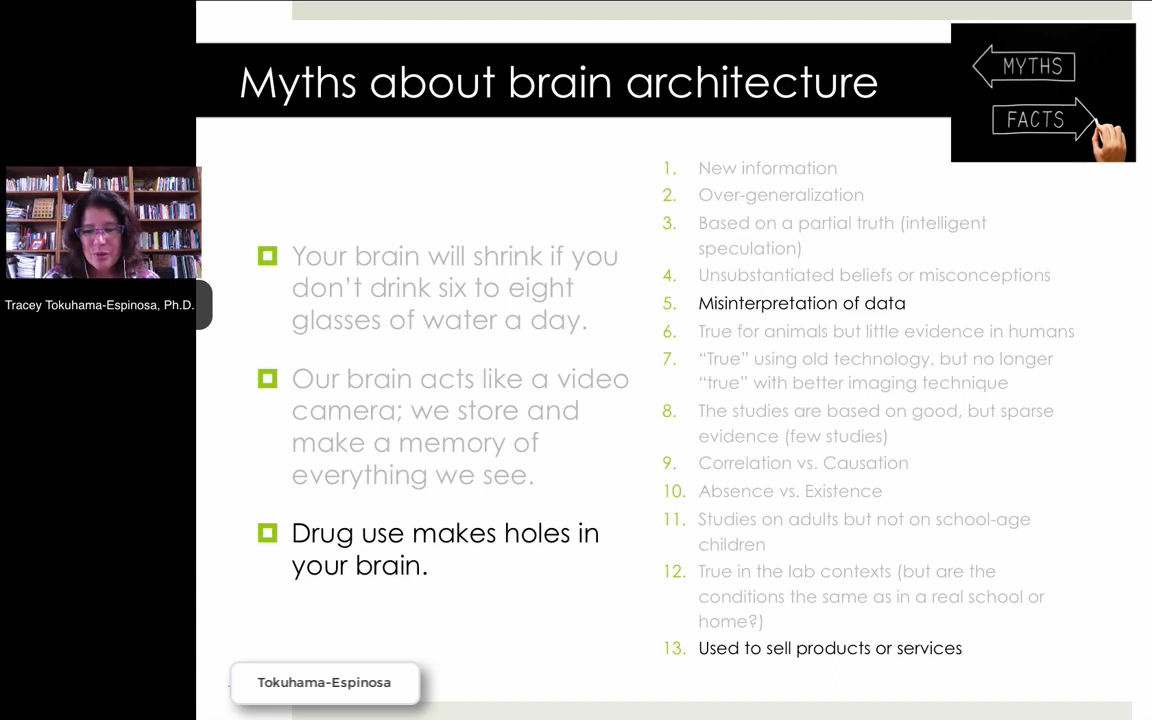 Myths about brain architecture
MYTHS
FACTS
Tracey Tokuhama-Espinosa, Ph.D.
Your brain will shrink if you
don’t drink six to eight
glasses of water a day.
Our brain acts like a video
camera; we store and
make a memory of
everything we see.
Drug use makes holes in
your brain.
1. New information
2. Over-generalization
3. Based on a partial truth (intelligent
speculation)
4. Unsubstantiated beliefs or misconceptions
5. Misinterpretation of data
6. True for animals but little evidence in humans
7. “True” using old technology, but no longer
“true” with better imaging technique
8. The studies are based on good, but sparse
evidence (few studies)
9. Correlation vs. Causation
10. Absence vs. Existence
11. Studies on adults but not on school-age
children
12. True in the lab contexts (but are the
conditions the same as in a real school or
home?)
13. Used to sell products or services
Tokuhama-Espinosa